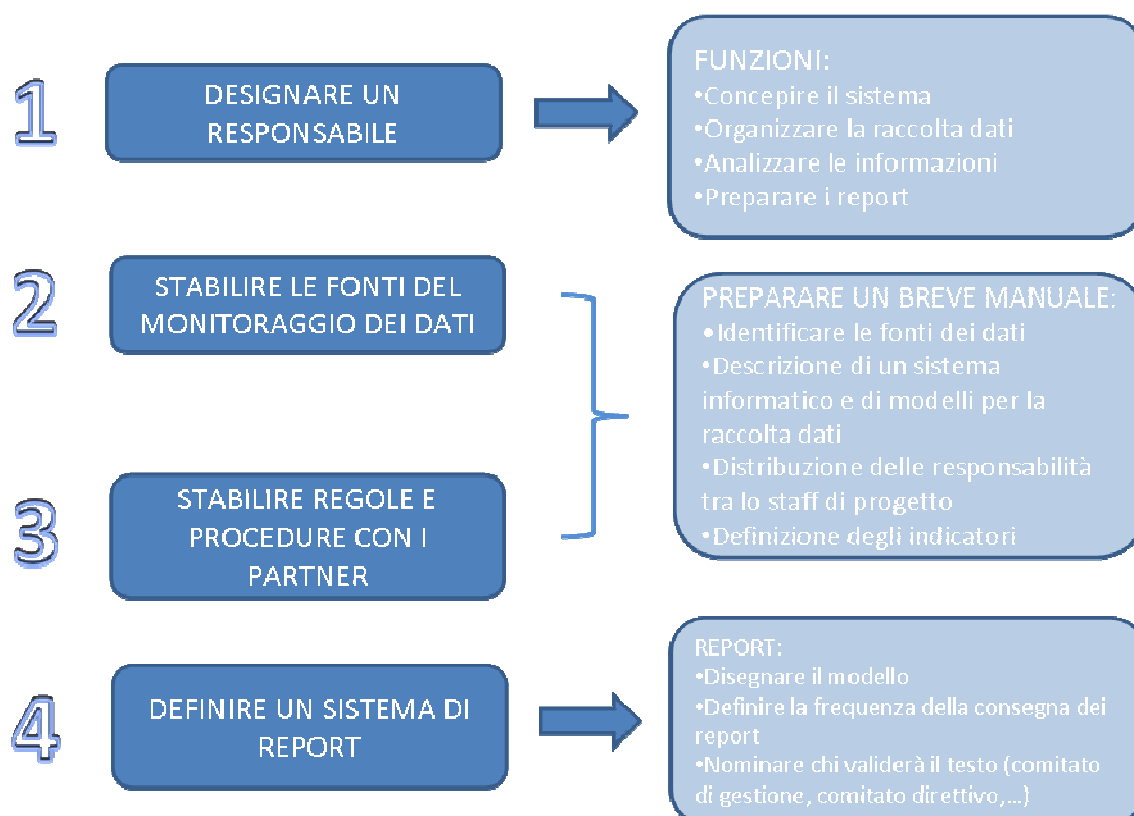 1
DESIGNARE UN
RESPONSABILE
FUNZIONI:
•Concepire il sistema
•Organizzare la raccolta dati
•Analizzare le informazioni
•Preparare i report
2
STABILIRE LE FONTI DEL
MONITORAGGIO DEI DATI
3
STABILIRE REGOLE E
PROCEDURE CON I
PARTNER
PREPARARE UN BREVE MANUALE:
•Identificare le fonti dei dati
•Descrizione di un sistema
informatico e di modelli per la
raccolta dati
•Distribuzione delle responsabilità
tra lo staff di progetto
•Definizione degli indicatori
4
DEFINIRE UN SISTEMA DI
REPORT
REPORT:
•Disegnare il modello
•Definire la frequenza della consegna dei
report
•Nominare chi validerà il testo (comitato
di gestione, comitato direttivo,...)